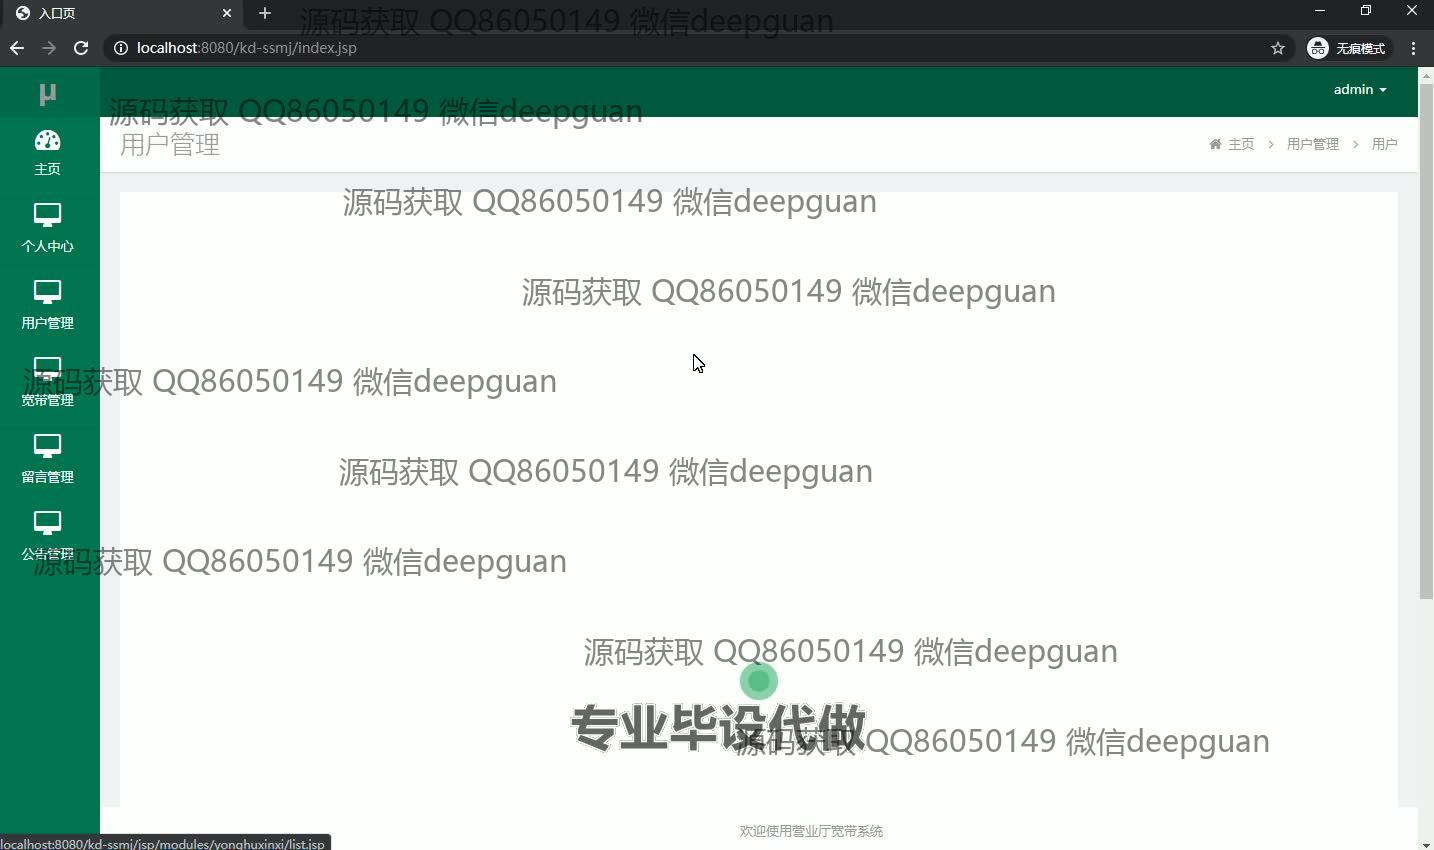 入口页
源码获取 QQ86050149 微信deepguan
localhost:8080/kd-ssmj/index.jsp
无痕模式
μ
admin
源码获取 QQ86050149 微信deepguan
用户管理
主页 > 用户管理 > 用户
主页
源码获取 QQ86050149 微信deepguan
个人中心
源码获取 QQ86050149 微信deepguan
用户管理
源码获取 QQ86050149 微信deepguan
宽带管理
源码获取 QQ86050149 微信deepguan
留言管理
源码获取 QQ86050149 微信deepguan
公告管理
源码获取 QQ86050149 微信deepguan
专业毕设代做
源码获取 QQ86050149 微信deepguan
欢迎使用营业厅宽带系统
localhost:8080/kd-ssmj/jsp/modules/yonghuxinxi/list.jsp